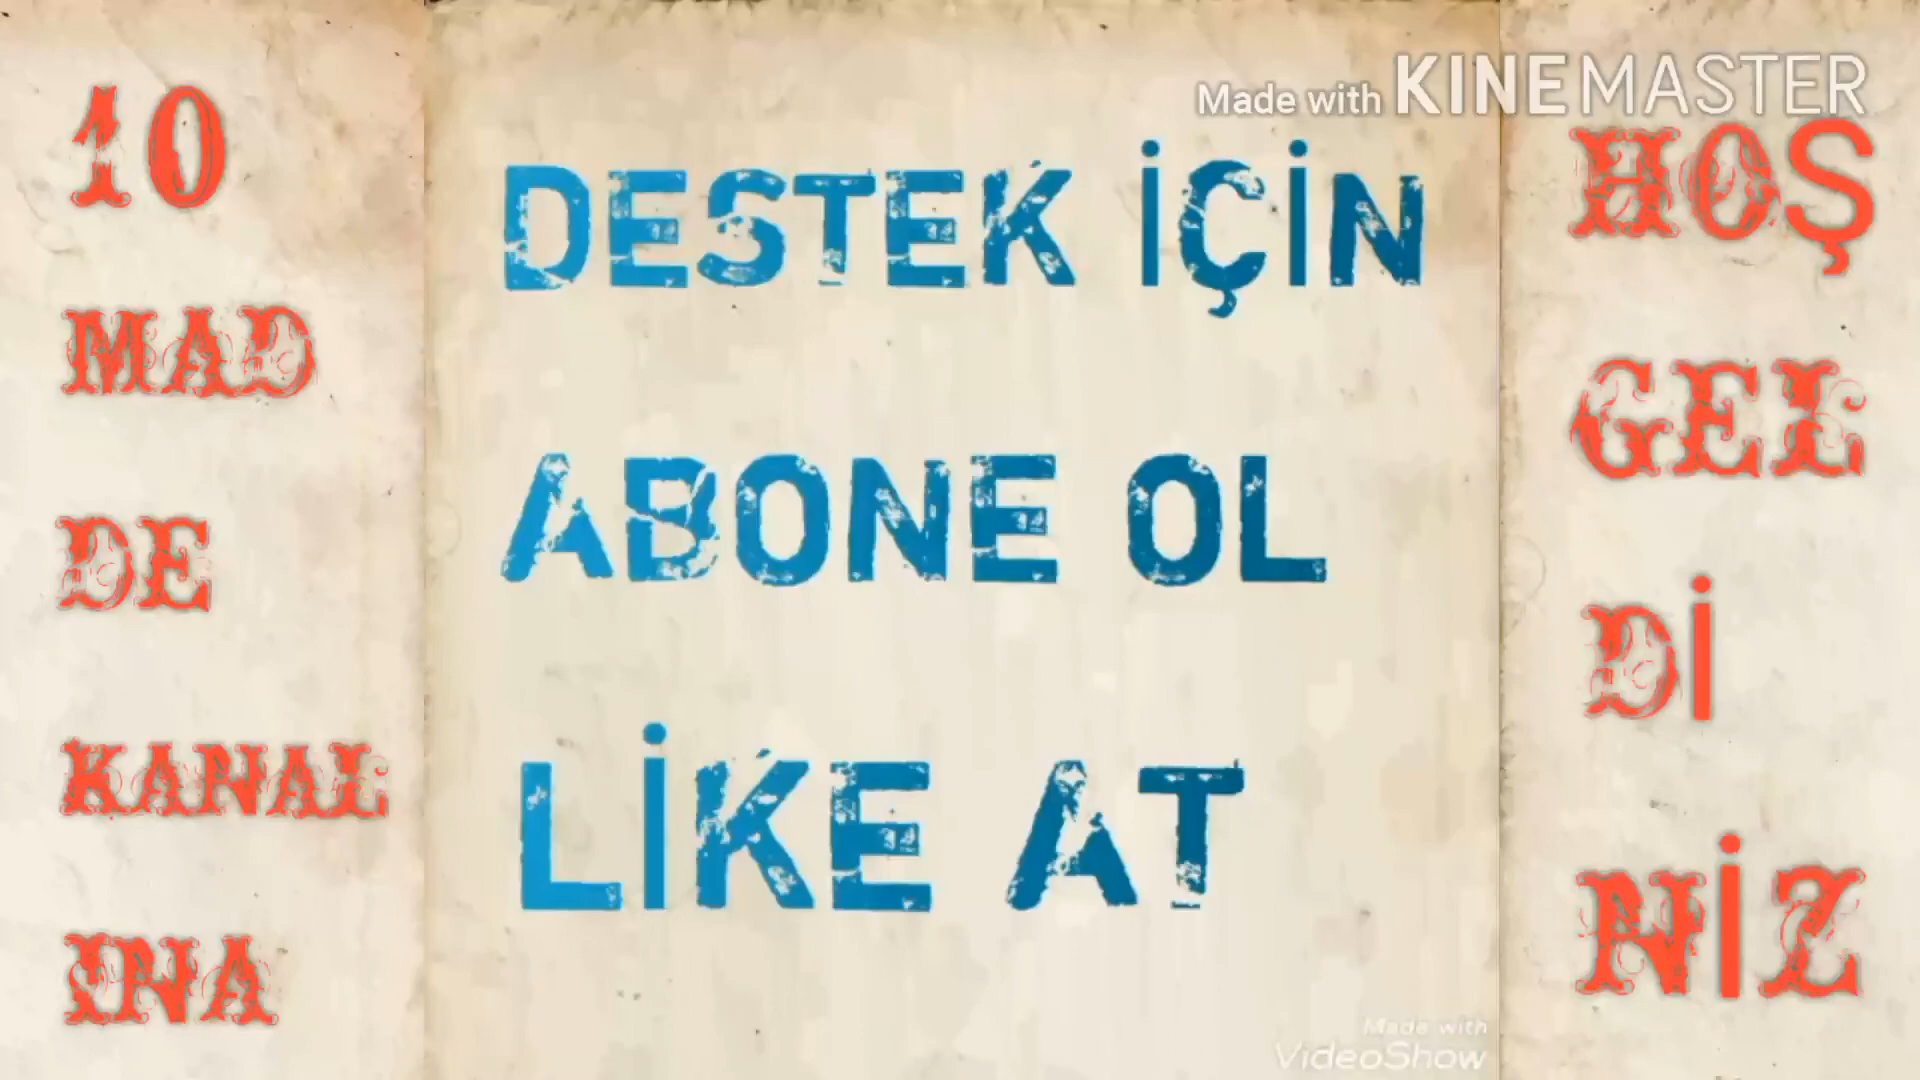 10
MAD
DE
KANAL
INA
DESTEK İÇİN
ABONE OL
LİKE AT
Made with KINEMASTER
HOŞ
GEL
Dİ
NİZ
Made with
VideoShow